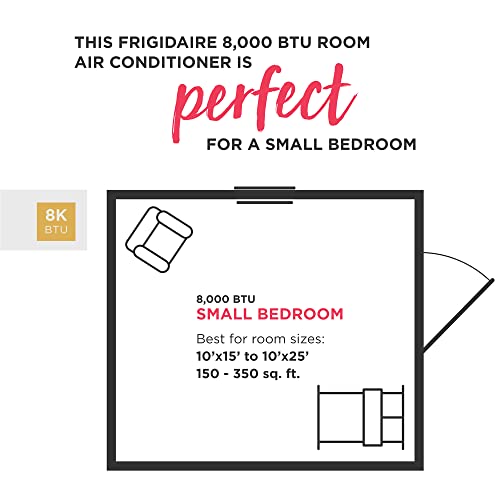 THIS FRIGIDAIRE 8,000 BTU ROOM
AIR CONDITIONER IS
perfect
FOR A SMALL BEDROOM
8K
BTU
8,000 BTU
SMALL BEDROOM
Best for room sizes:
10'x15' to 10'x25'
150 - 350 sq. ft.